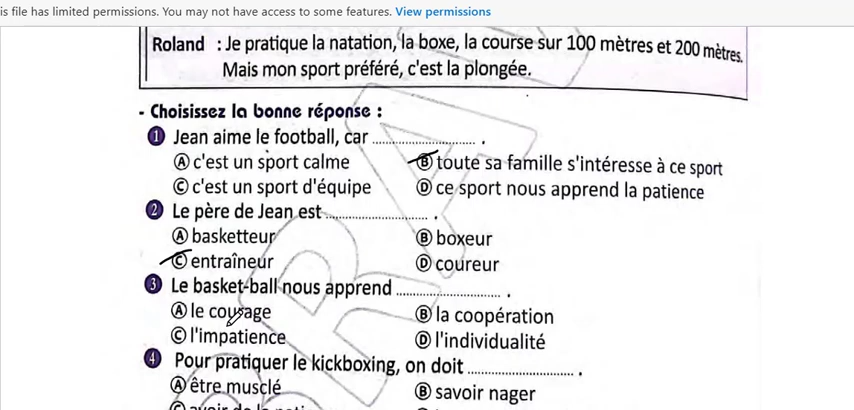 is file has limited permissions. You may not have access to some features. View permissions
Roland : Je pratique la natation, la boxe, la course sur 100 mètres et 200 mètres.
Mais mon sport préféré, c'est la plongée.
- Choisissez la bonne réponse :
1 Jean aime le football, car ........................ .
A c'est un sport calme B toute sa famille s'intéresse à ce sport
C c'est un sport d'équipe D ce sport nous apprend la patience
2 Le père de Jean est ........................ .
A basketteur B boxeur
C entraîneur D coureur
3 Le basket-ball nous apprend ........................ .
A le courage B la coopération
C l'impatience D l'individualité
4 Pour pratiquer le kickboxing, on doit ........................ .
A être musclé B savoir nager